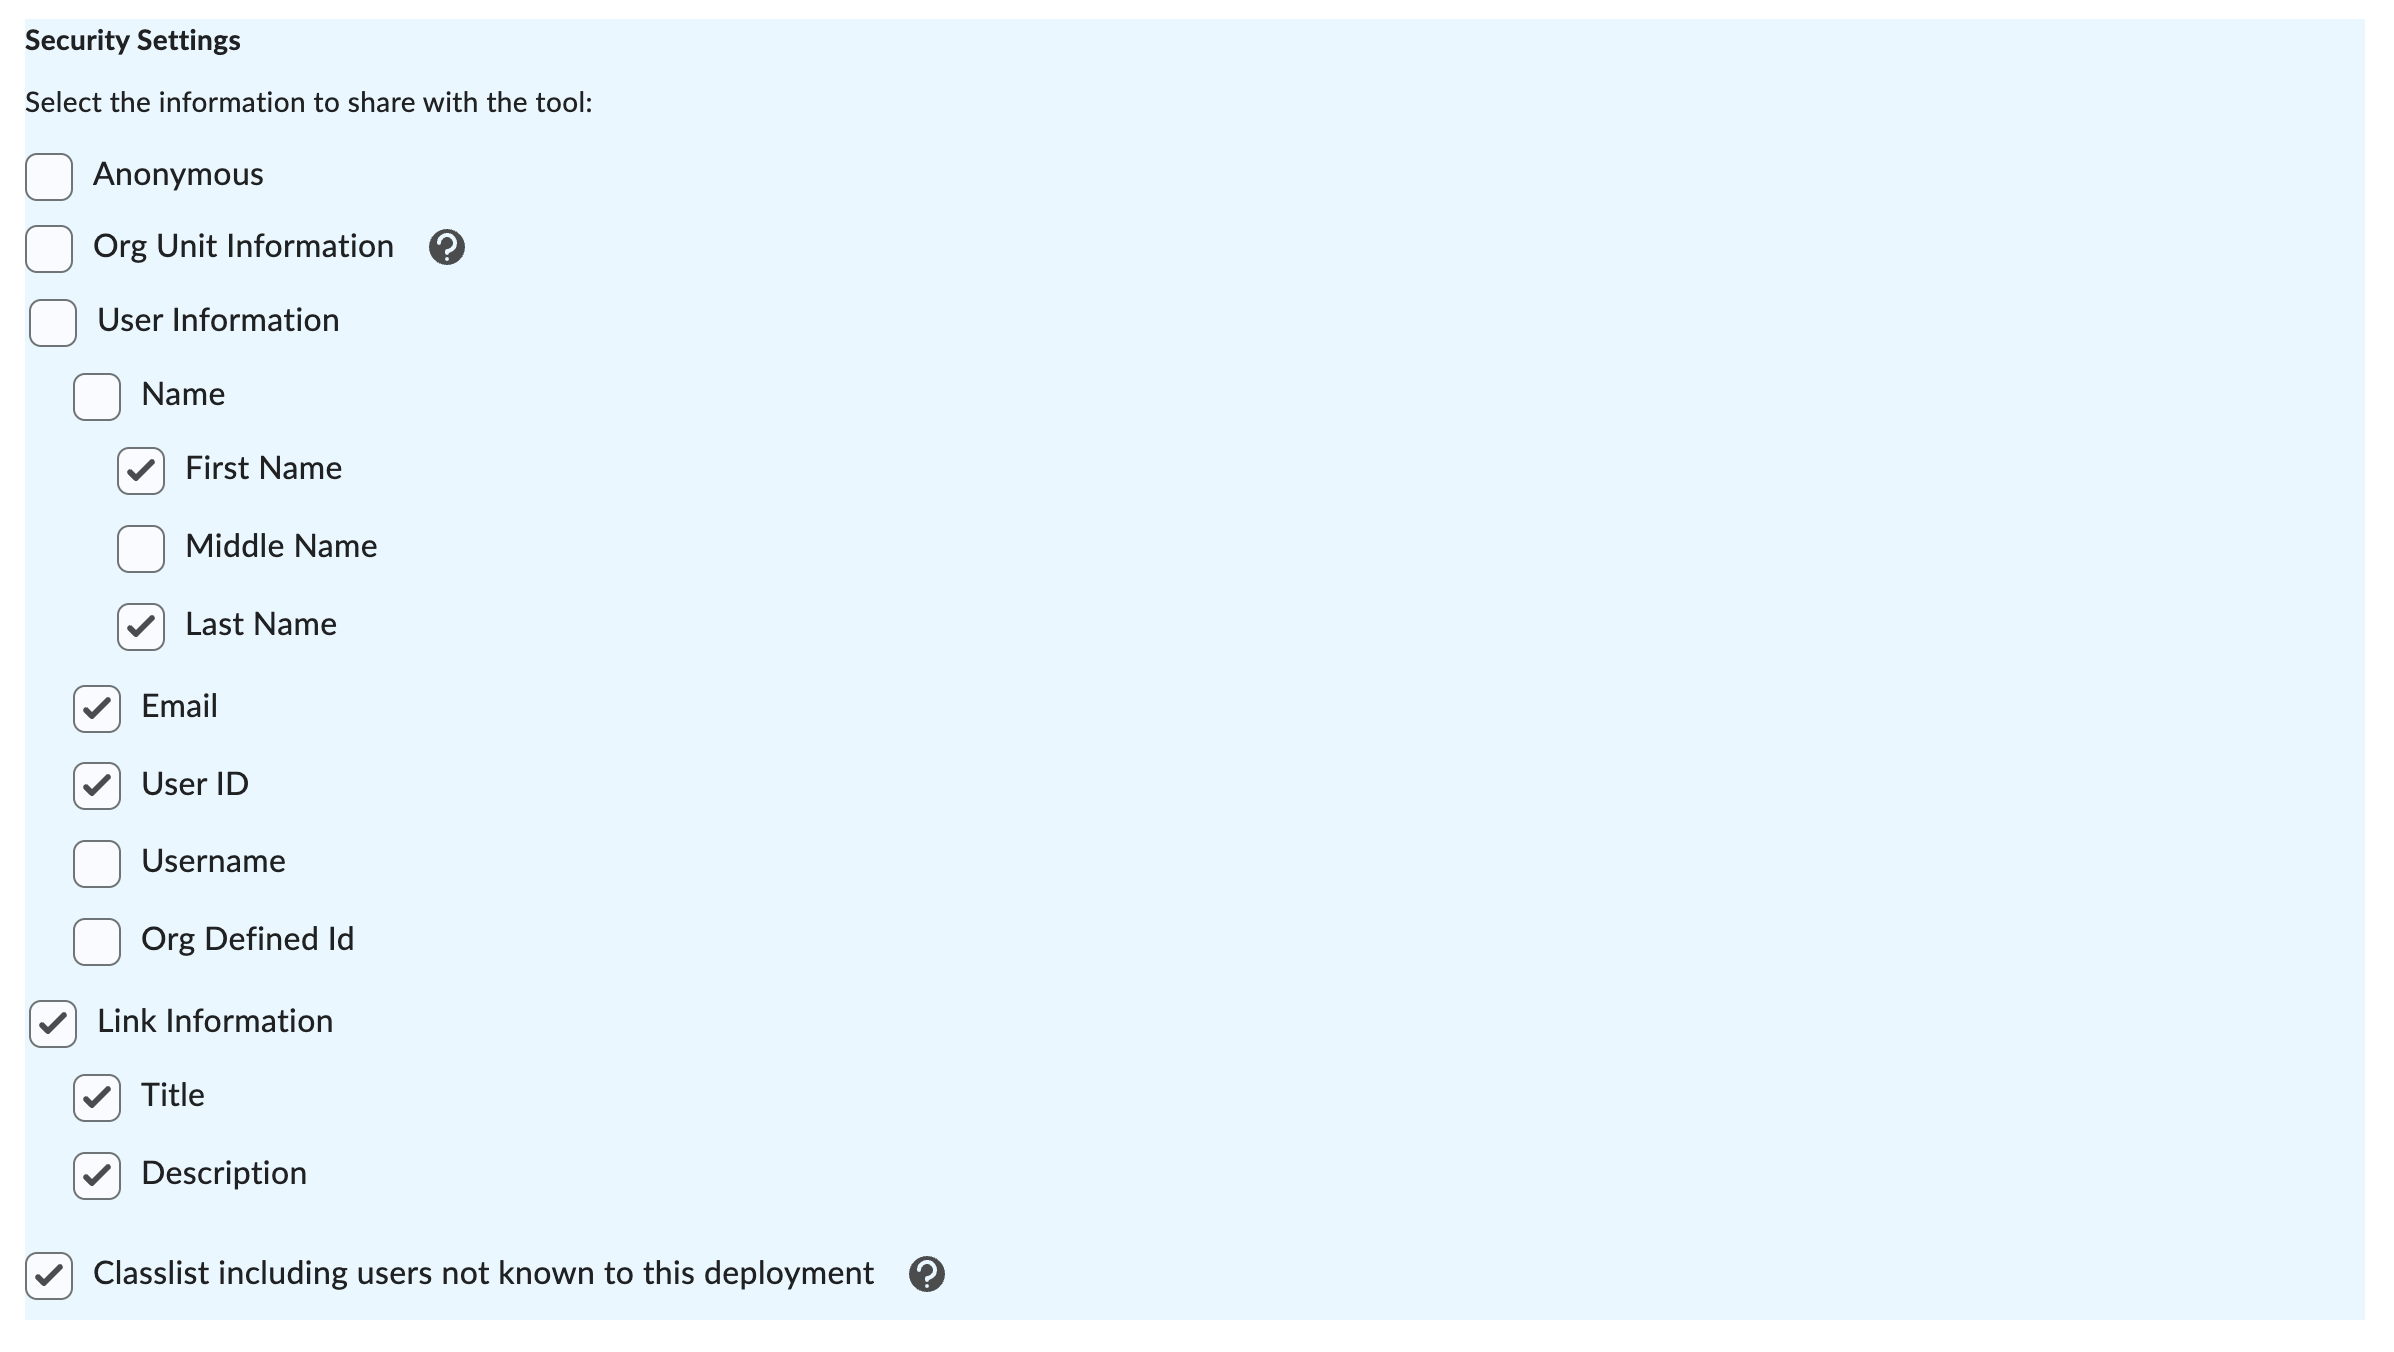 Security Settings
Select the information to share with the tool:
Anonymous
Org Unit Information
User Information
Name
First Name
Middle Name
Last Name
Email
User ID
Username
Org Defined Id
Link Information
Title
Description
Classlist including users not known to this deployment